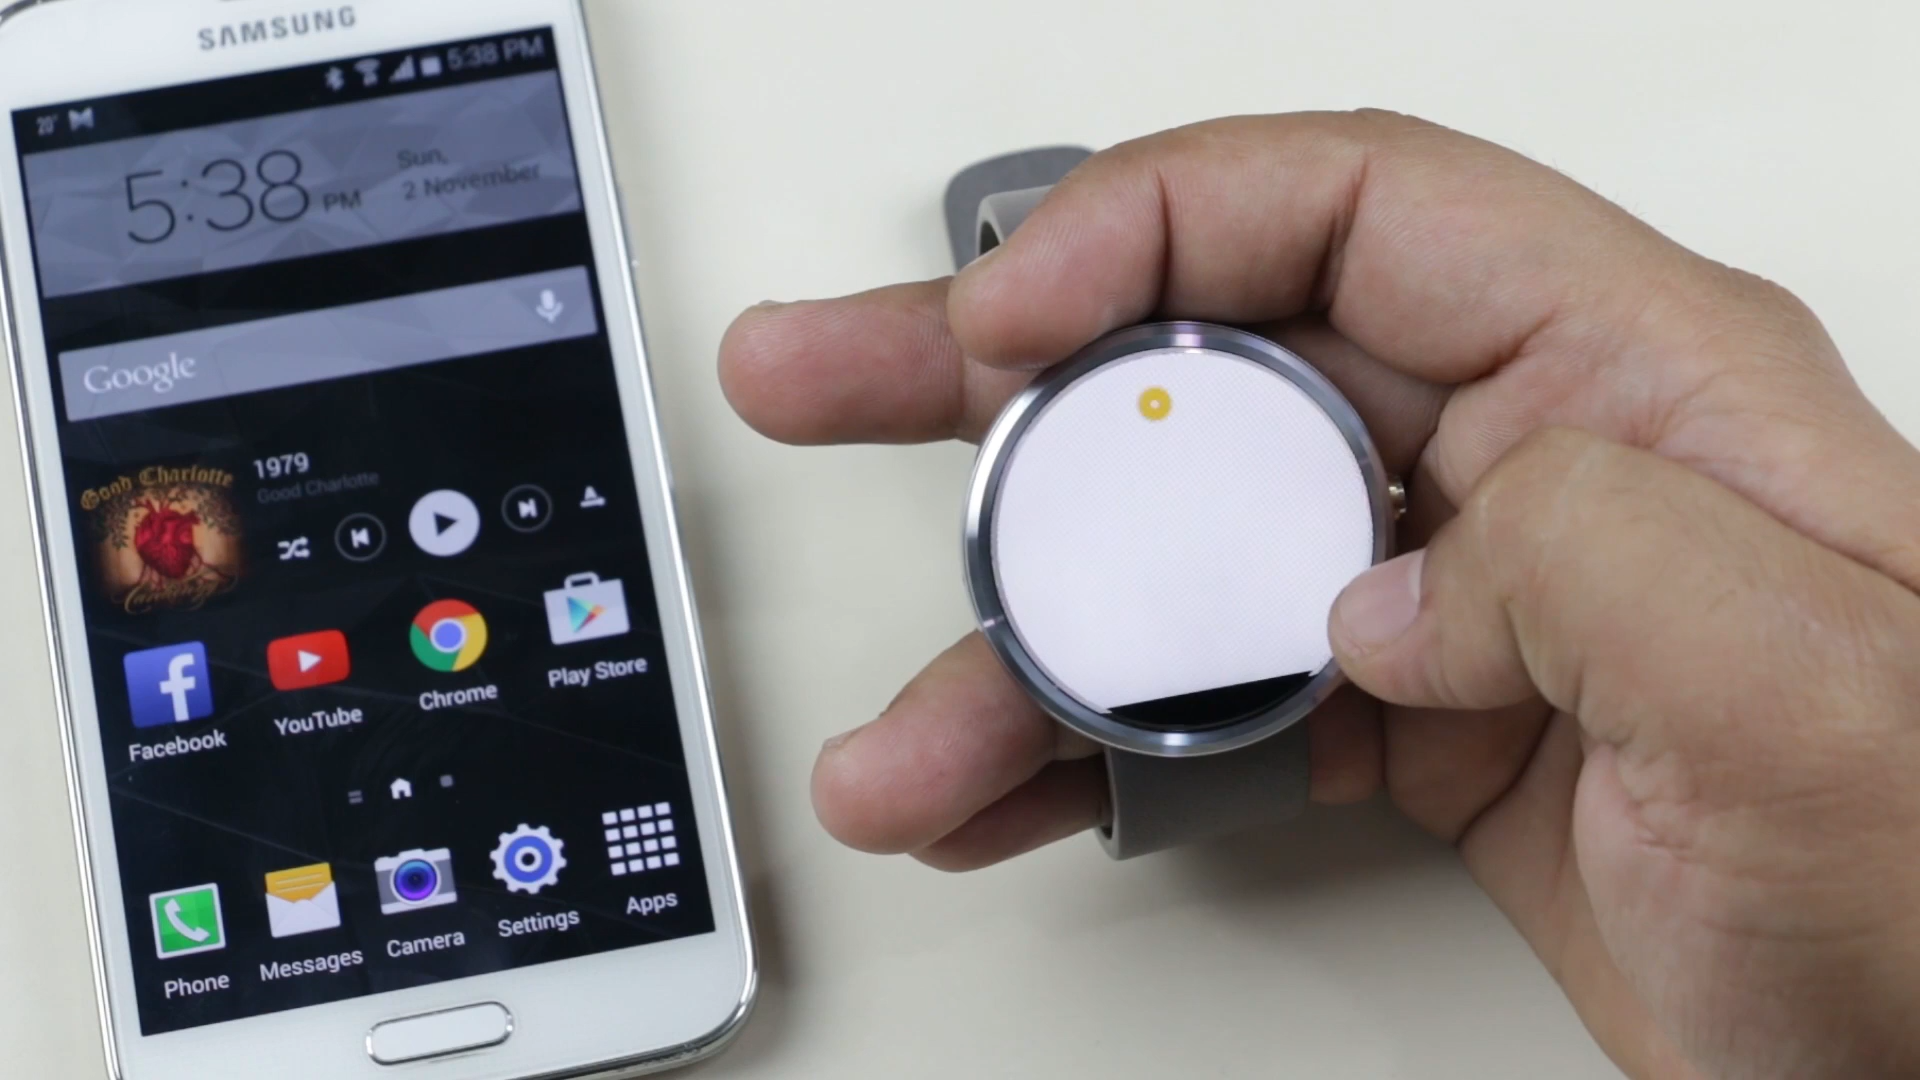 SAMSUNG
5:38 PM
20°
5:38 PM
Sun,
2 November
Google
Good Charlotte
1979
Good Charlotte
Facebook
YouTube
Chrome
Play Store
Phone
Messages
Camera
Settings
Apps